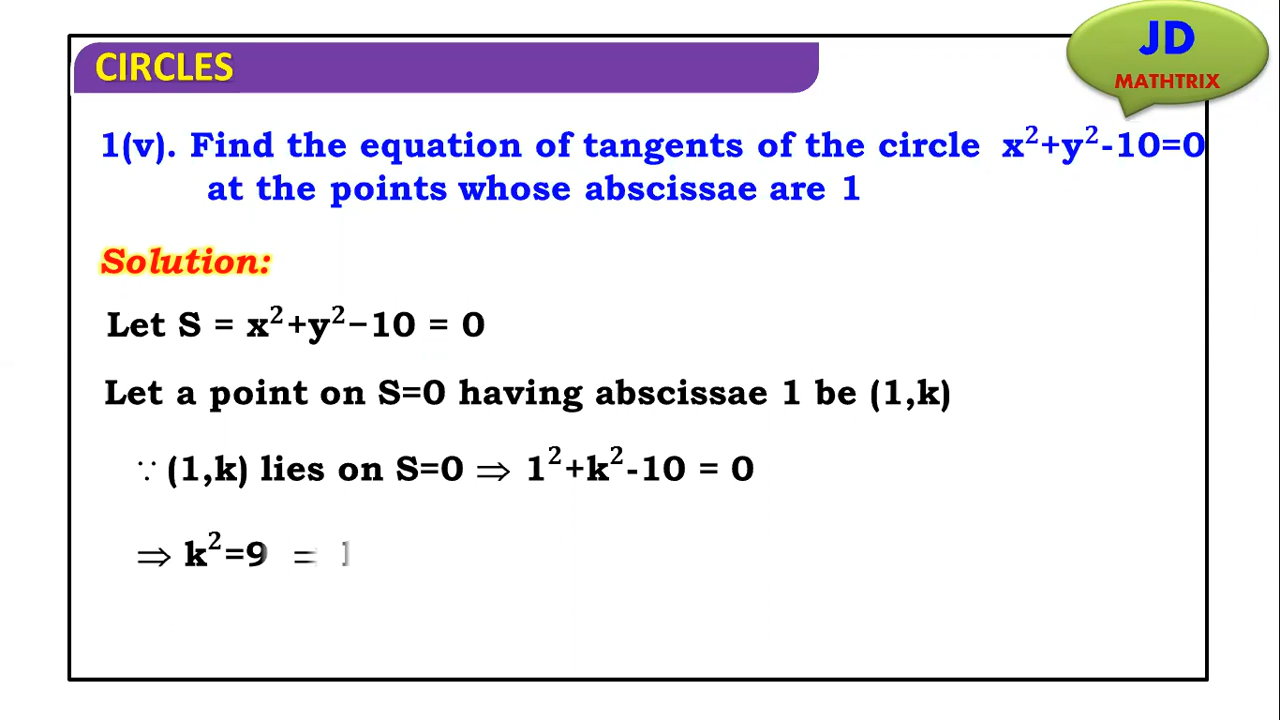 JD
MATHTRIX
CIRCLES
1(v). Find the equation of tangents of the circle x²+y²-10=0
at the points whose abscissae are 1
Solution:
Let S = x²+y²−10 = 0
Let a point on S=0 having abscissae 1 be (1,k)
∵ (1,k) lies on S=0 ⇒ 1²+k²-10 = 0
⇒ k²=9